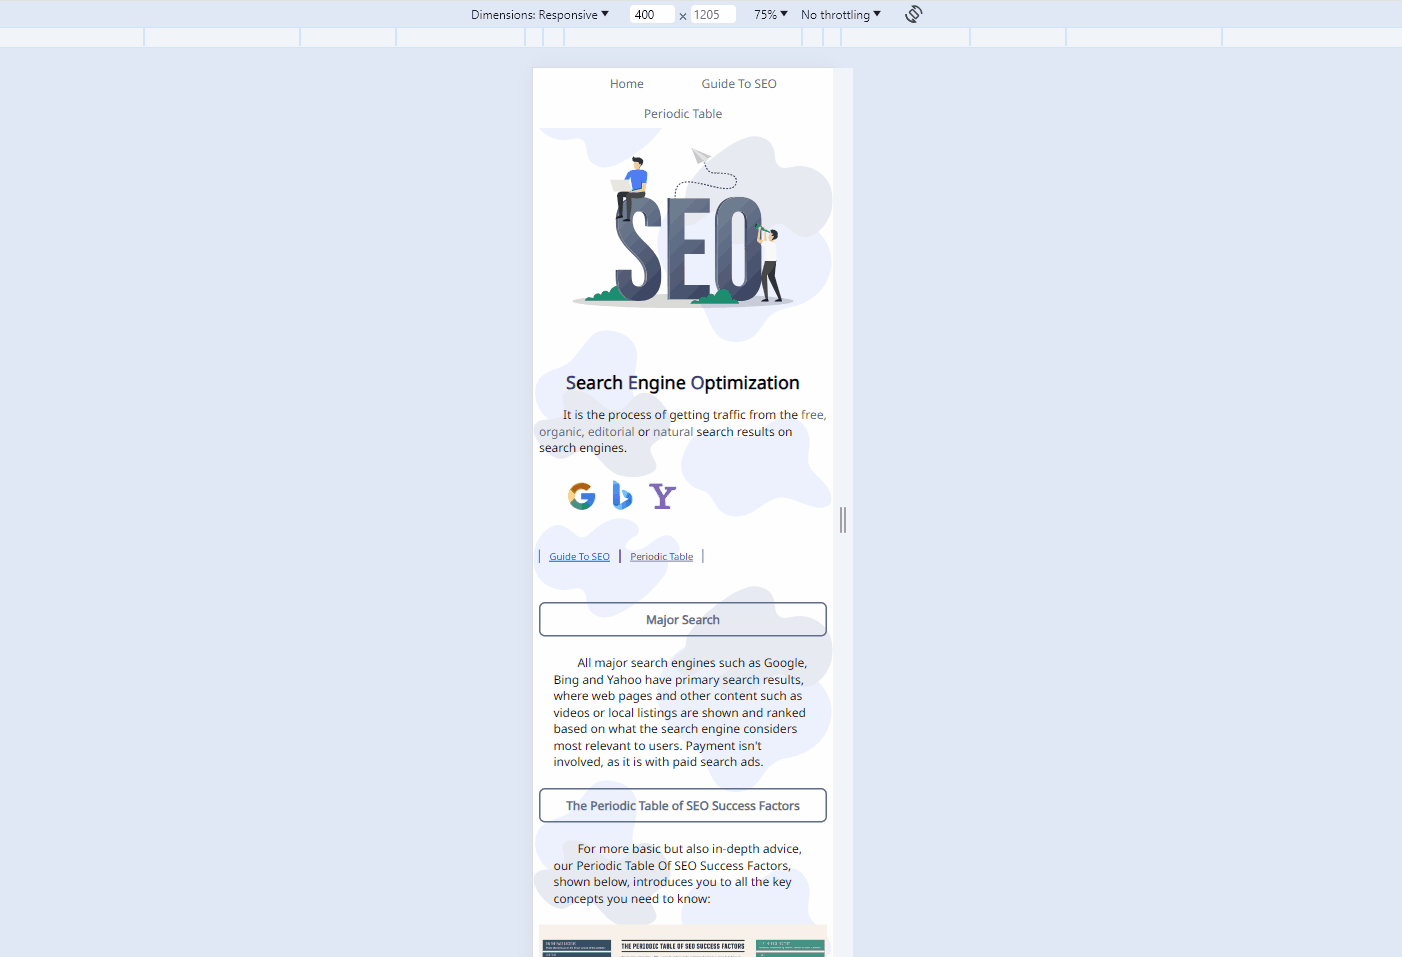 Dimensions: Responsive ▼ 400 × 1205 75% ▼ No throttling ▼
Home Guide To SEO
Periodic Table
SEO
Search Engine Optimization
It is the process of getting traffic from the free,
organic, editorial or natural search results on
search engines.
Guide To SEO Periodic Table
Major Search
All major search engines such as Google,
Bing and Yahoo have primary search results,
where web pages and other content such as
videos or local listings are shown and ranked
based on what the search engine considers
most relevant to users. Payment isn't
involved, as it is with paid search ads.
The Periodic Table of SEO Success Factors
For more basic but also in-depth advice,
our Periodic Table Of SEO Success Factors,
shown below, introduces you to all the key
concepts you need to know:
THE PERIODIC TABLE OF SEO SUCCESS FACTORS